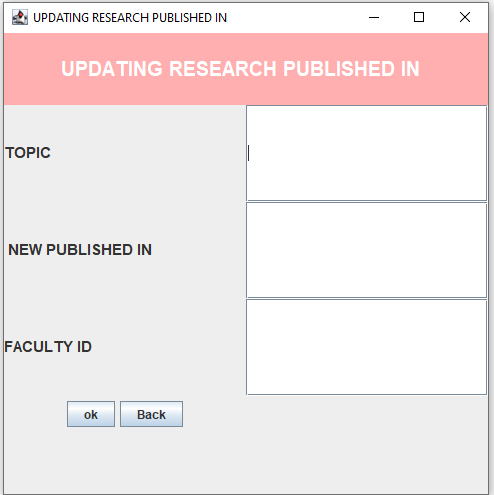 UPDATING RESEARCH PUBLISHED IN
UPDATING RESEARCH PUBLISHED IN
TOPIC
NEW PUBLISHED IN
FACULTY ID
ok Back